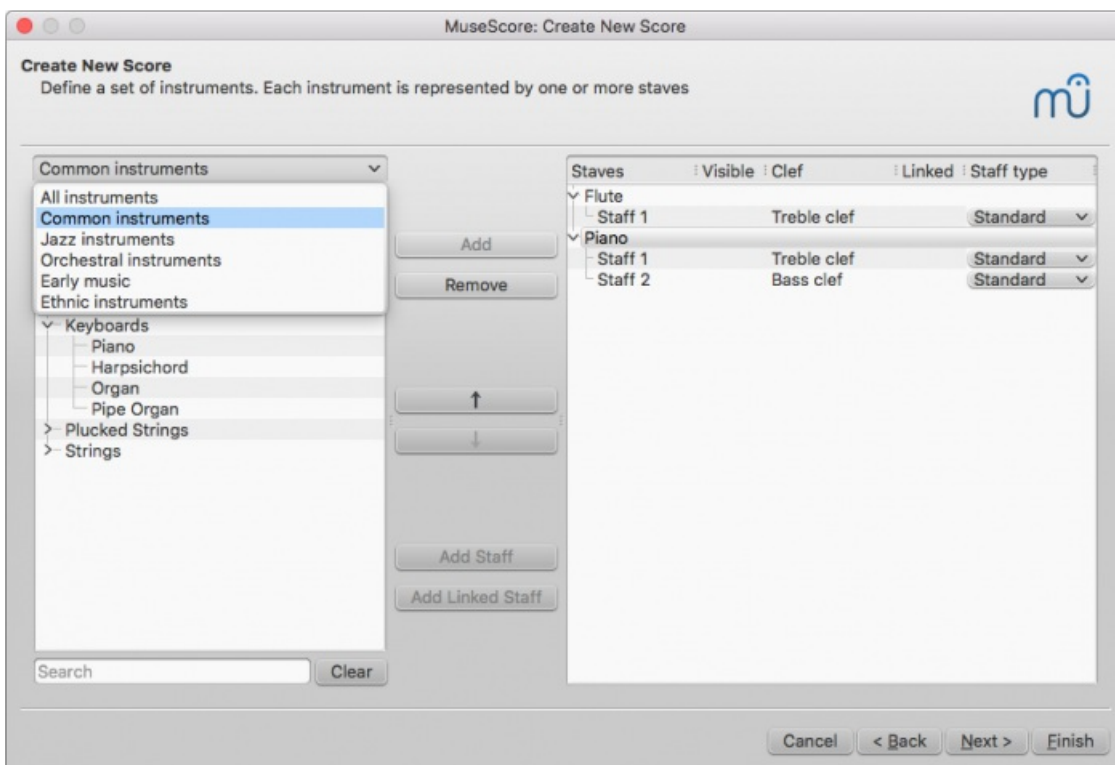 MuseScore: Create New Score
Create New Score
Define a set of instruments. Each instrument is represented by one or more staves
mu
Common instruments
All instruments
Common instruments
Jazz instruments
Orchestral instruments
Early music
Ethnic instruments
Keyboards
Piano
Harpsichord
Organ
Pipe Organ
Plucked Strings
Strings
Search
Clear
Add
Remove
↑
↓
Add Staff
Add Linked Staff
Staves Visible Clef Linked Staff type
Flute
Staff 1 Treble clef Standard
Piano
Staff 1 Treble clef Standard
Staff 2 Bass clef Standard
Cancel < Back Next > Finish